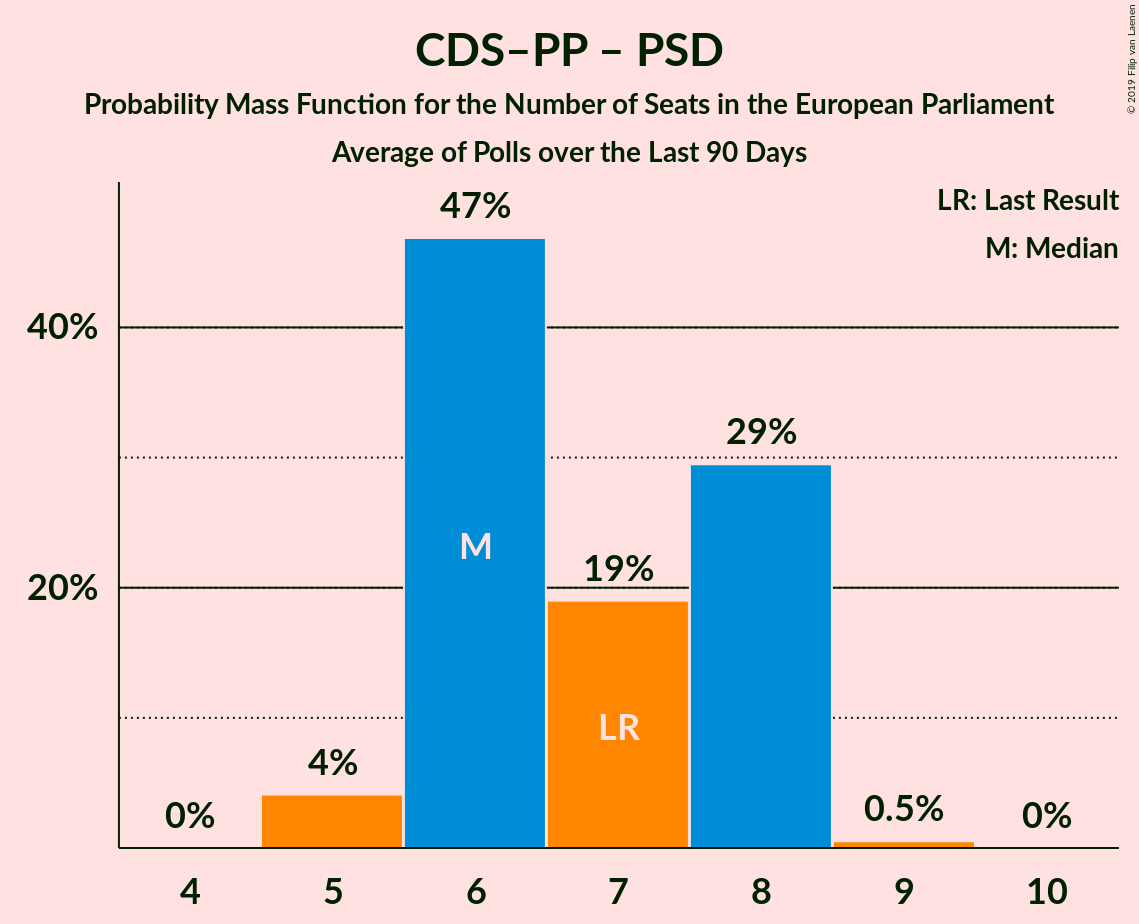 CDS–PP – PSD
Probability Mass Function for the Number of Seats in the European Parliament
Average of Polls over the Last 90 Days
© 2019 Filip van Laenen
LR: Last Result
M: Median
47%
40%
29%
M
19%
20%
LR
4%
0%
0.5%
0%
4 5 6 7 8 9 10